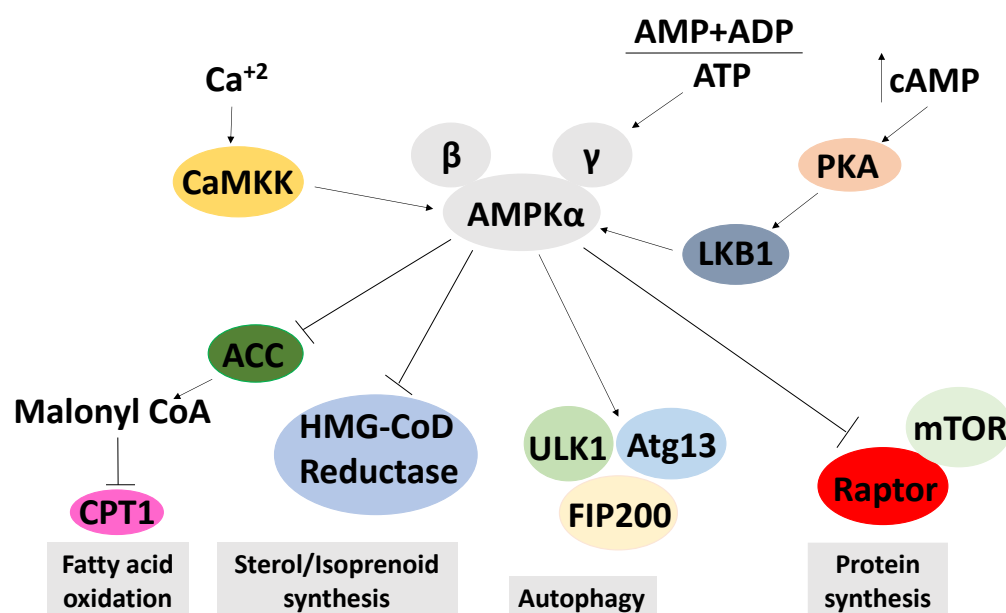 AMP+ADP
ATP
Ca+2
cAMP
β
γ
CaMKK
PKA
AMPKα
LKB1
ACC
Malonyl CoA
HMG-CoD
Reductase
ULK1
Atg13
mTOR
CPT1
FIP200
Raptor
Fatty acid
oxidation
Sterol/Isoprenoid
synthesis
Autophagy
Protein
synthesis